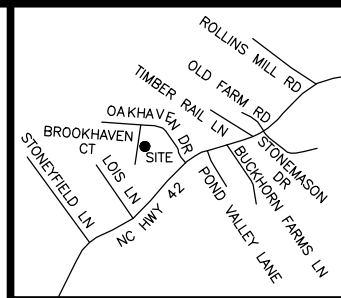 ROLLINS MILL RD
OLD FARM RD
TIMBER RAIL LN
OAKHAVEN DR
BROOKHAVEN
CT
SITE
STONEMASON
DR
LOIS LN
STONEYFIELD LN
NC HWY 42
POND VALLEY LANE
BUCKHORN FARMS LN